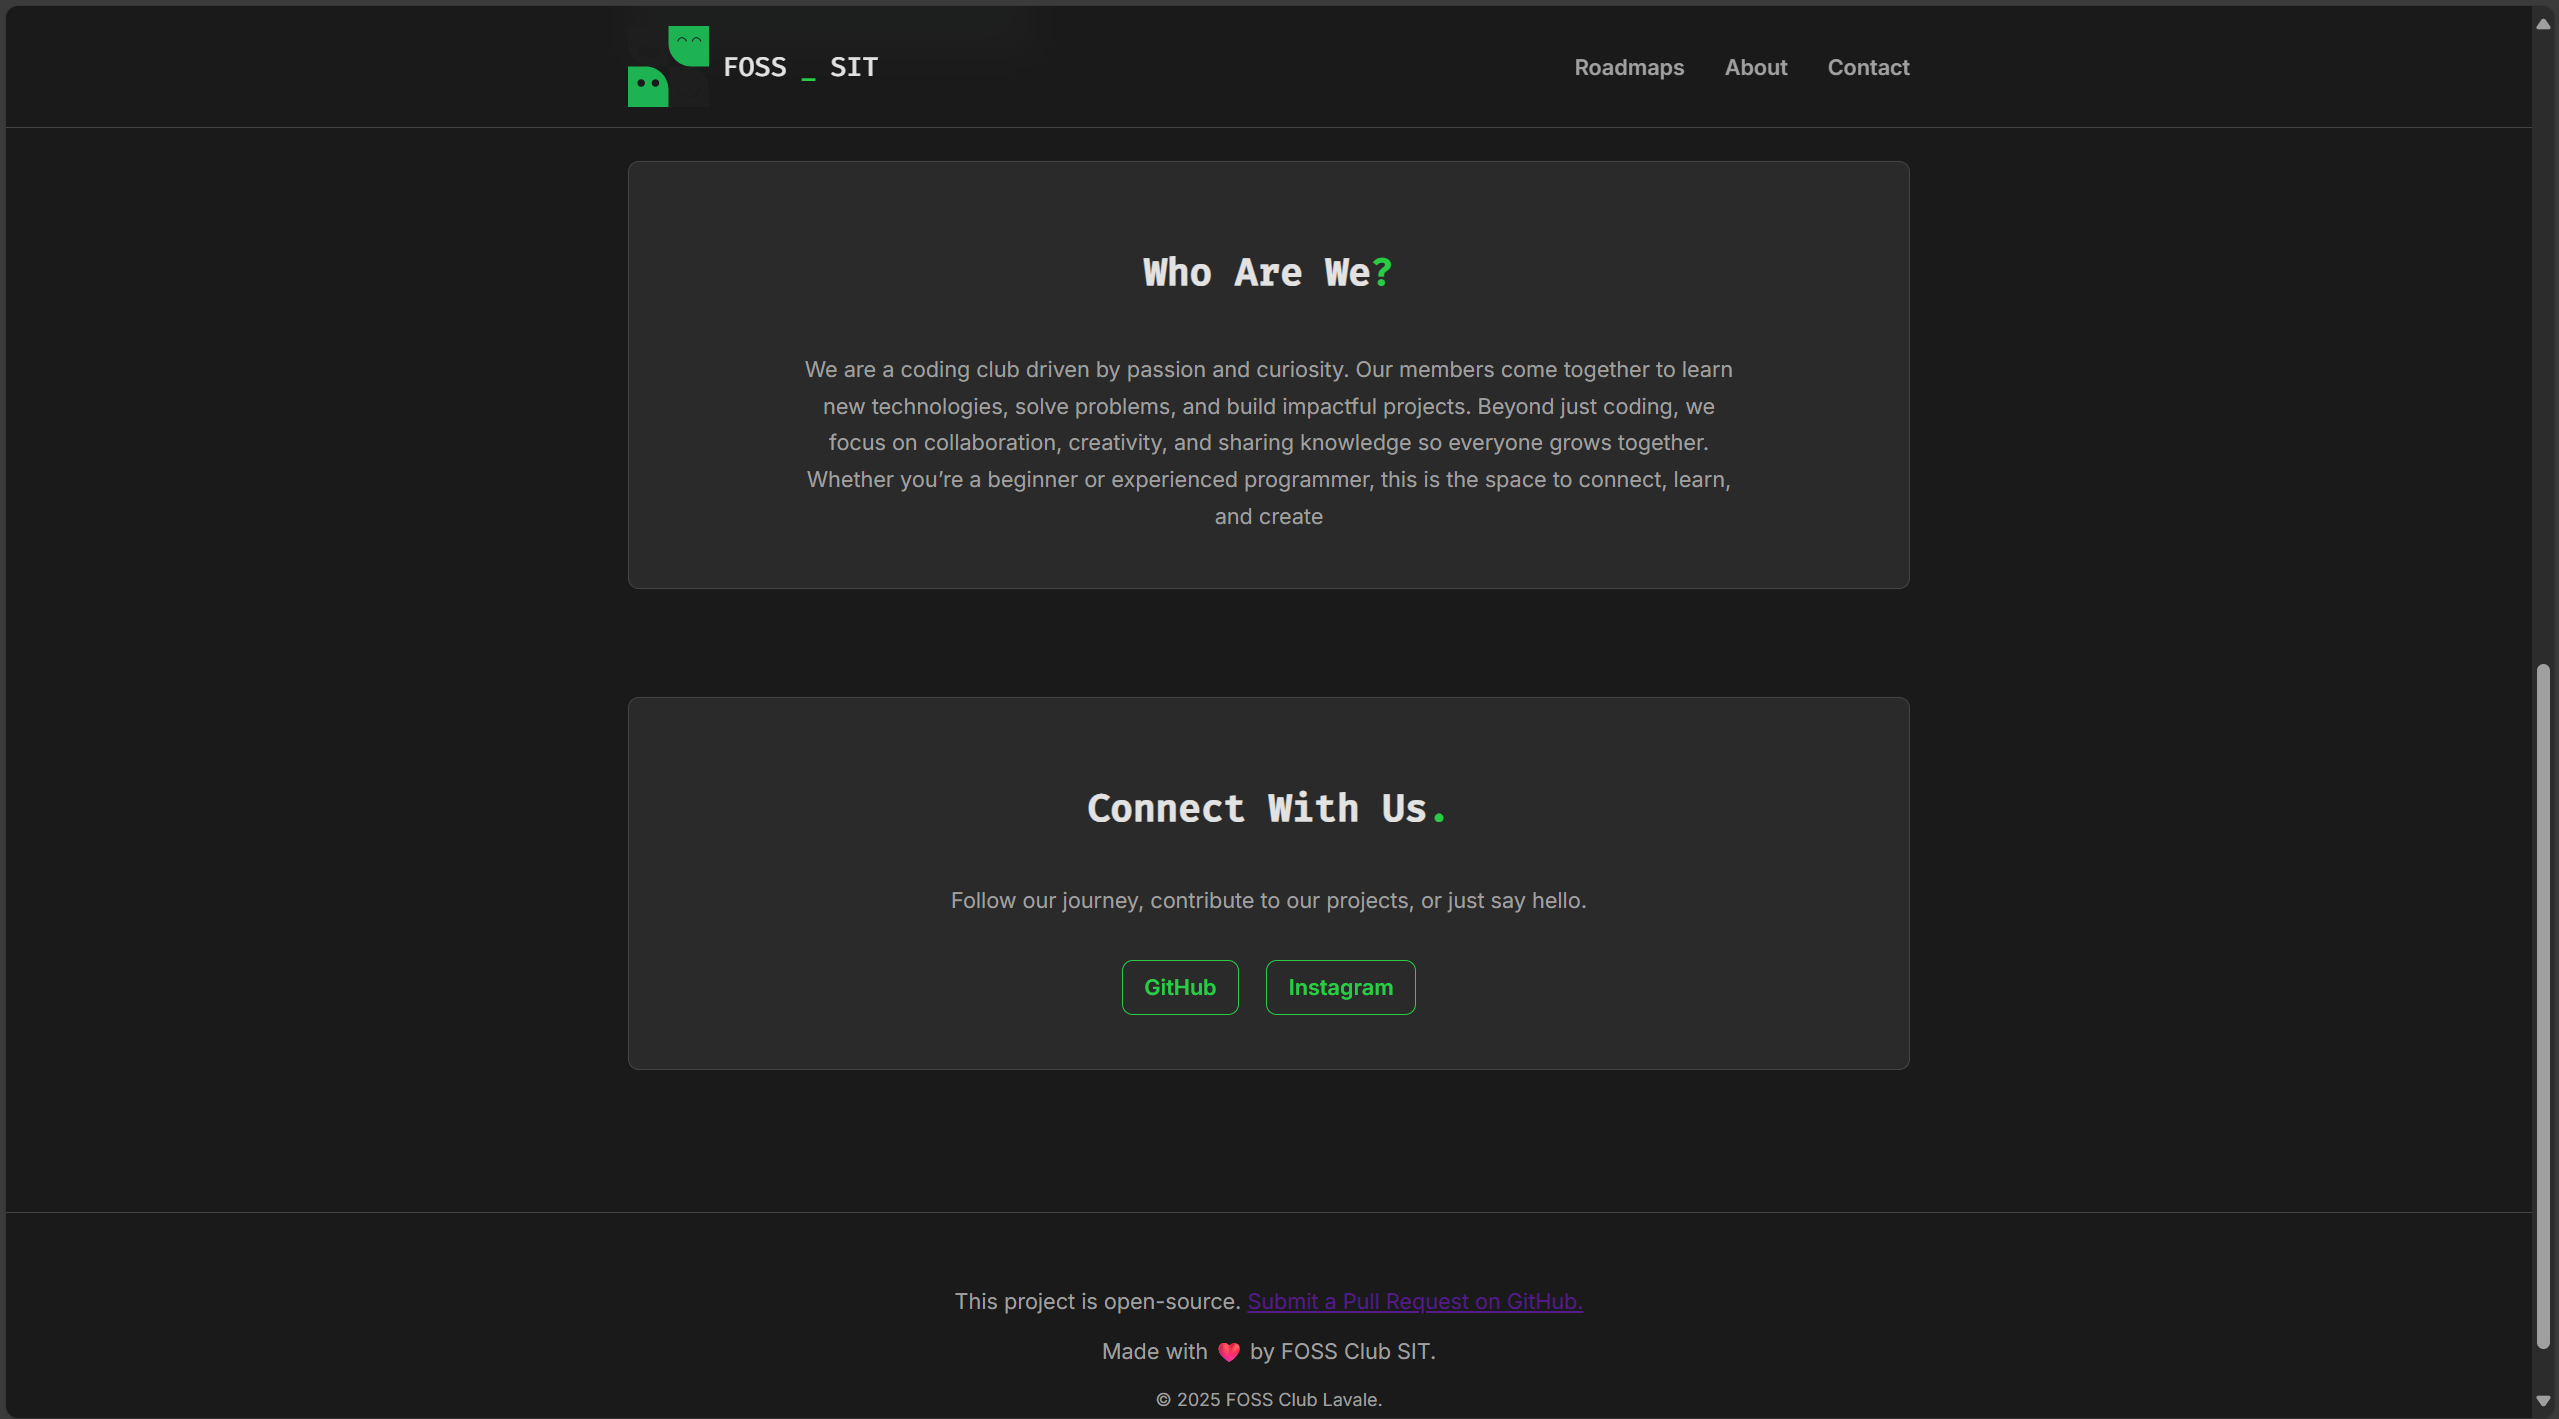 FOSS _ SIT
Roadmaps
About
Contact
Who Are We?
We are a coding club driven by passion and curiosity. Our members come together to learn
new technologies, solve problems, and build impactful projects. Beyond just coding, we
focus on collaboration, creativity, and sharing knowledge so everyone grows together.
Whether you’re a beginner or experienced programmer, this is the space to connect, learn,
and create
Connect With Us.
Follow our journey, contribute to our projects, or just say hello.
GitHub
Instagram
This project is open-source. Submit a Pull Request on GitHub.
Made with 💖 by FOSS Club SIT.
© 2025 FOSS Club Lavale.